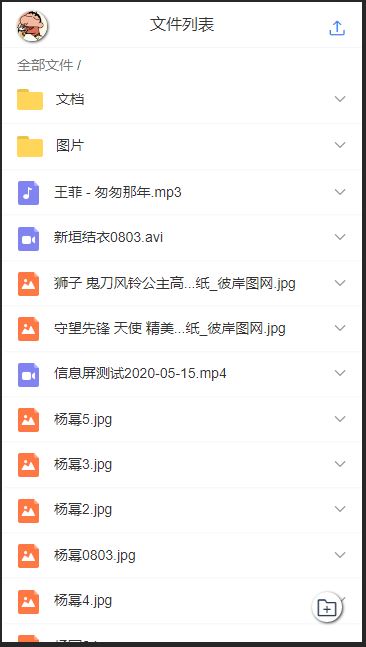 文件列表
全部文件 /
文档
图片
王菲 - 匆匆那年.mp3
新垣结衣0803.avi
狮子 鬼刀风铃公主高...纸_彼岸图网.jpg
守望先锋 天使 精美...纸_彼岸图网.jpg
信息屏测试2020-05-15.mp4
杨幂5.jpg
杨幂3.jpg
杨幂2.jpg
杨幂0803.jpg
杨幂4.jpg